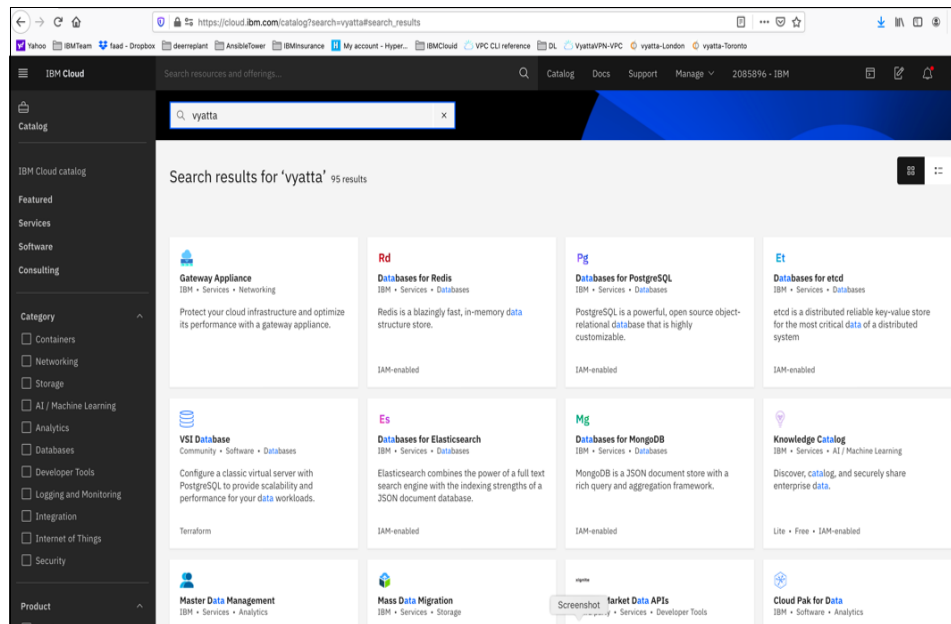 https://cloud.ibm.com/catalog?search=vyatta#search_results
Yahoo IBMTeam faad - Dropbox deerreplant AnsibleTower IBMInsurance My account - Hyper... IBMClouid VPC CLI reference DL VyattaVPN-VPC vyatta-London vyatta-Toronto
IBM Cloud
Search resources and offerings...
Catalog Docs Support Manage 2085896 - IBM
Catalog
vyatta
IBM Cloud catalog
Featured
Services
Software
Consulting
Category
Containers
Networking
Storage
AI / Machine Learning
Analytics
Databases
Developer Tools
Logging and Monitoring
Integration
Internet of Things
Security
Product
Search results for 'vyatta' 95 results
Gateway Appliance
IBM • Services • Networking
Protect your cloud infrastructure and optimize
its performance with a gateway appliance.
Rd
Databases for Redis
IBM • Services • Databases
Redis is a blazingly fast, in-memory data
structure store.
IAM-enabled
Pg
Databases for PostgreSQL
IBM • Services • Databases
PostgreSQL is a powerful, open source object-
relational database that is highly
customizable.
IAM-enabled
Et
Databases for etcd
IBM • Services • Databases
etcd is a distributed reliable key-value store
for the most critical data of a distributed
system
IAM-enabled
VSI Database
Community • Software • Databases
Configure a classic virtual server with
PostgreSQL to provide scalability and
performance for your data workloads.
Terraform
Es
Databases for Elasticsearch
IBM • Services • Databases
Elasticsearch combines the power of a full text
search engine with the indexing strengths of a
JSON document database.
IAM-enabled
Mg
Databases for MongoDB
IBM • Services • Databases
MongoDB is a JSON document store with a
rich query and aggregation framework.
IAM-enabled
Knowledge Catalog
IBM • Services • AI / Machine Learning
Discover, catalog, and securely share
enterprise data.
Lite • Free • IAM-enabled
Master Data Management
IBM • Services • Analytics
Mass Data Migration
IBM • Services • Storage
Screenshot
Market Data APIs
• Services • Developer Tools
Cloud Pak for Data
IBM • Software • Analytics